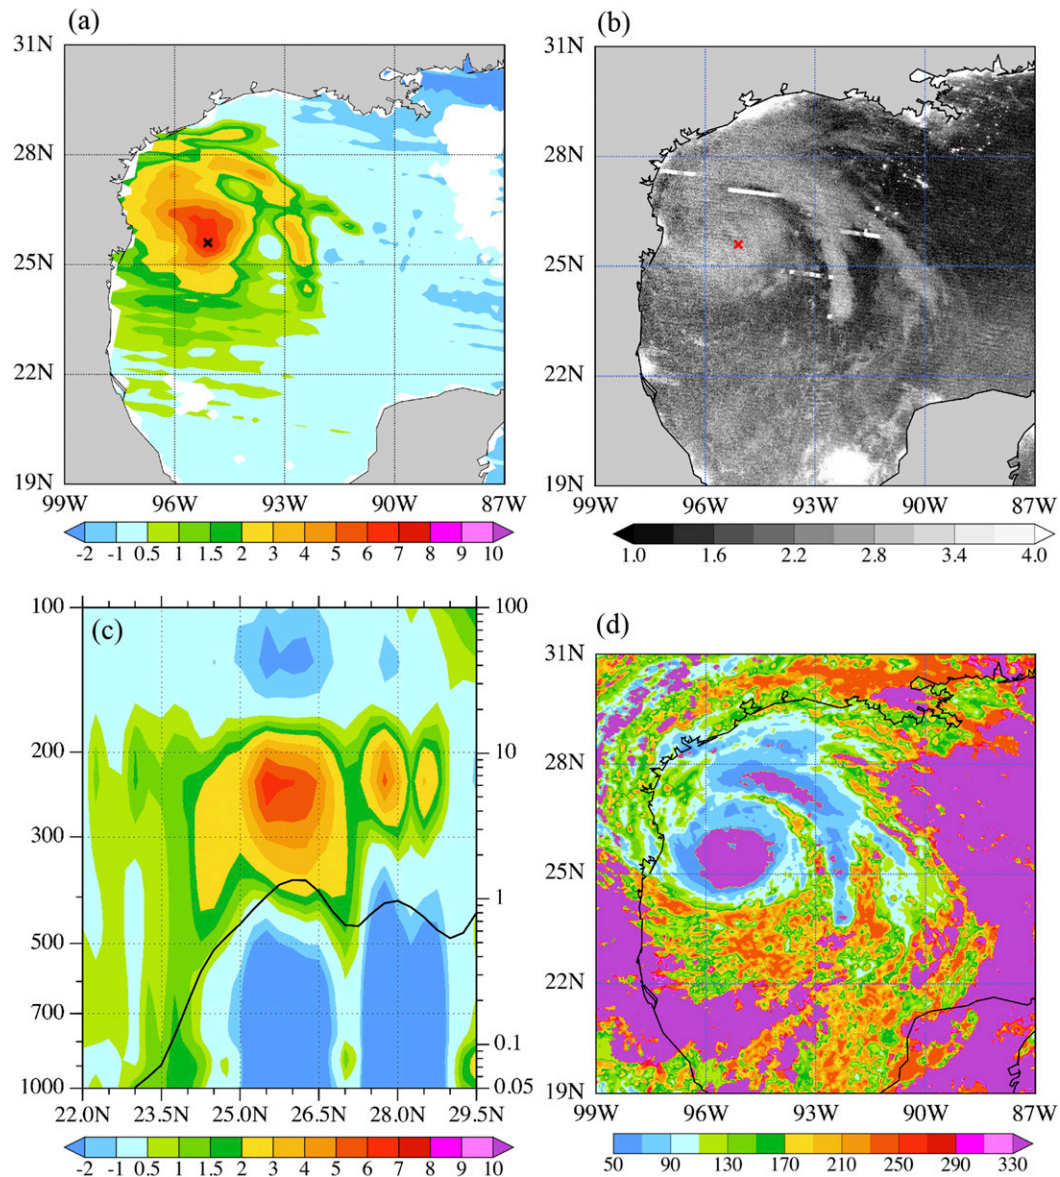 (a)
31N
28N
25N
22N
19N
99W 96W 93W 90W 87W
-2 -1 0.5 1 1.5 2 3 4 5 6 7 8 9 10
(b)
31N
28N
25N
22N
19N
99W 96W 93W 90W 87W
1.0 1.6 2.2 2.8 3.4 4.0
(c)
100 100
200 10
300
1
500
700
0.1
1000 0.05
22.0N 23.5N 25.0N 26.5N 28.0N 29.5N
-2 -1 0.5 1 1.5 2 3 4 5 6 7 8 9 10
(d)
31N
28N
25N
22N
19N
99W 96W 93W 90W 87W
50 90 130 170 210 250 290 330